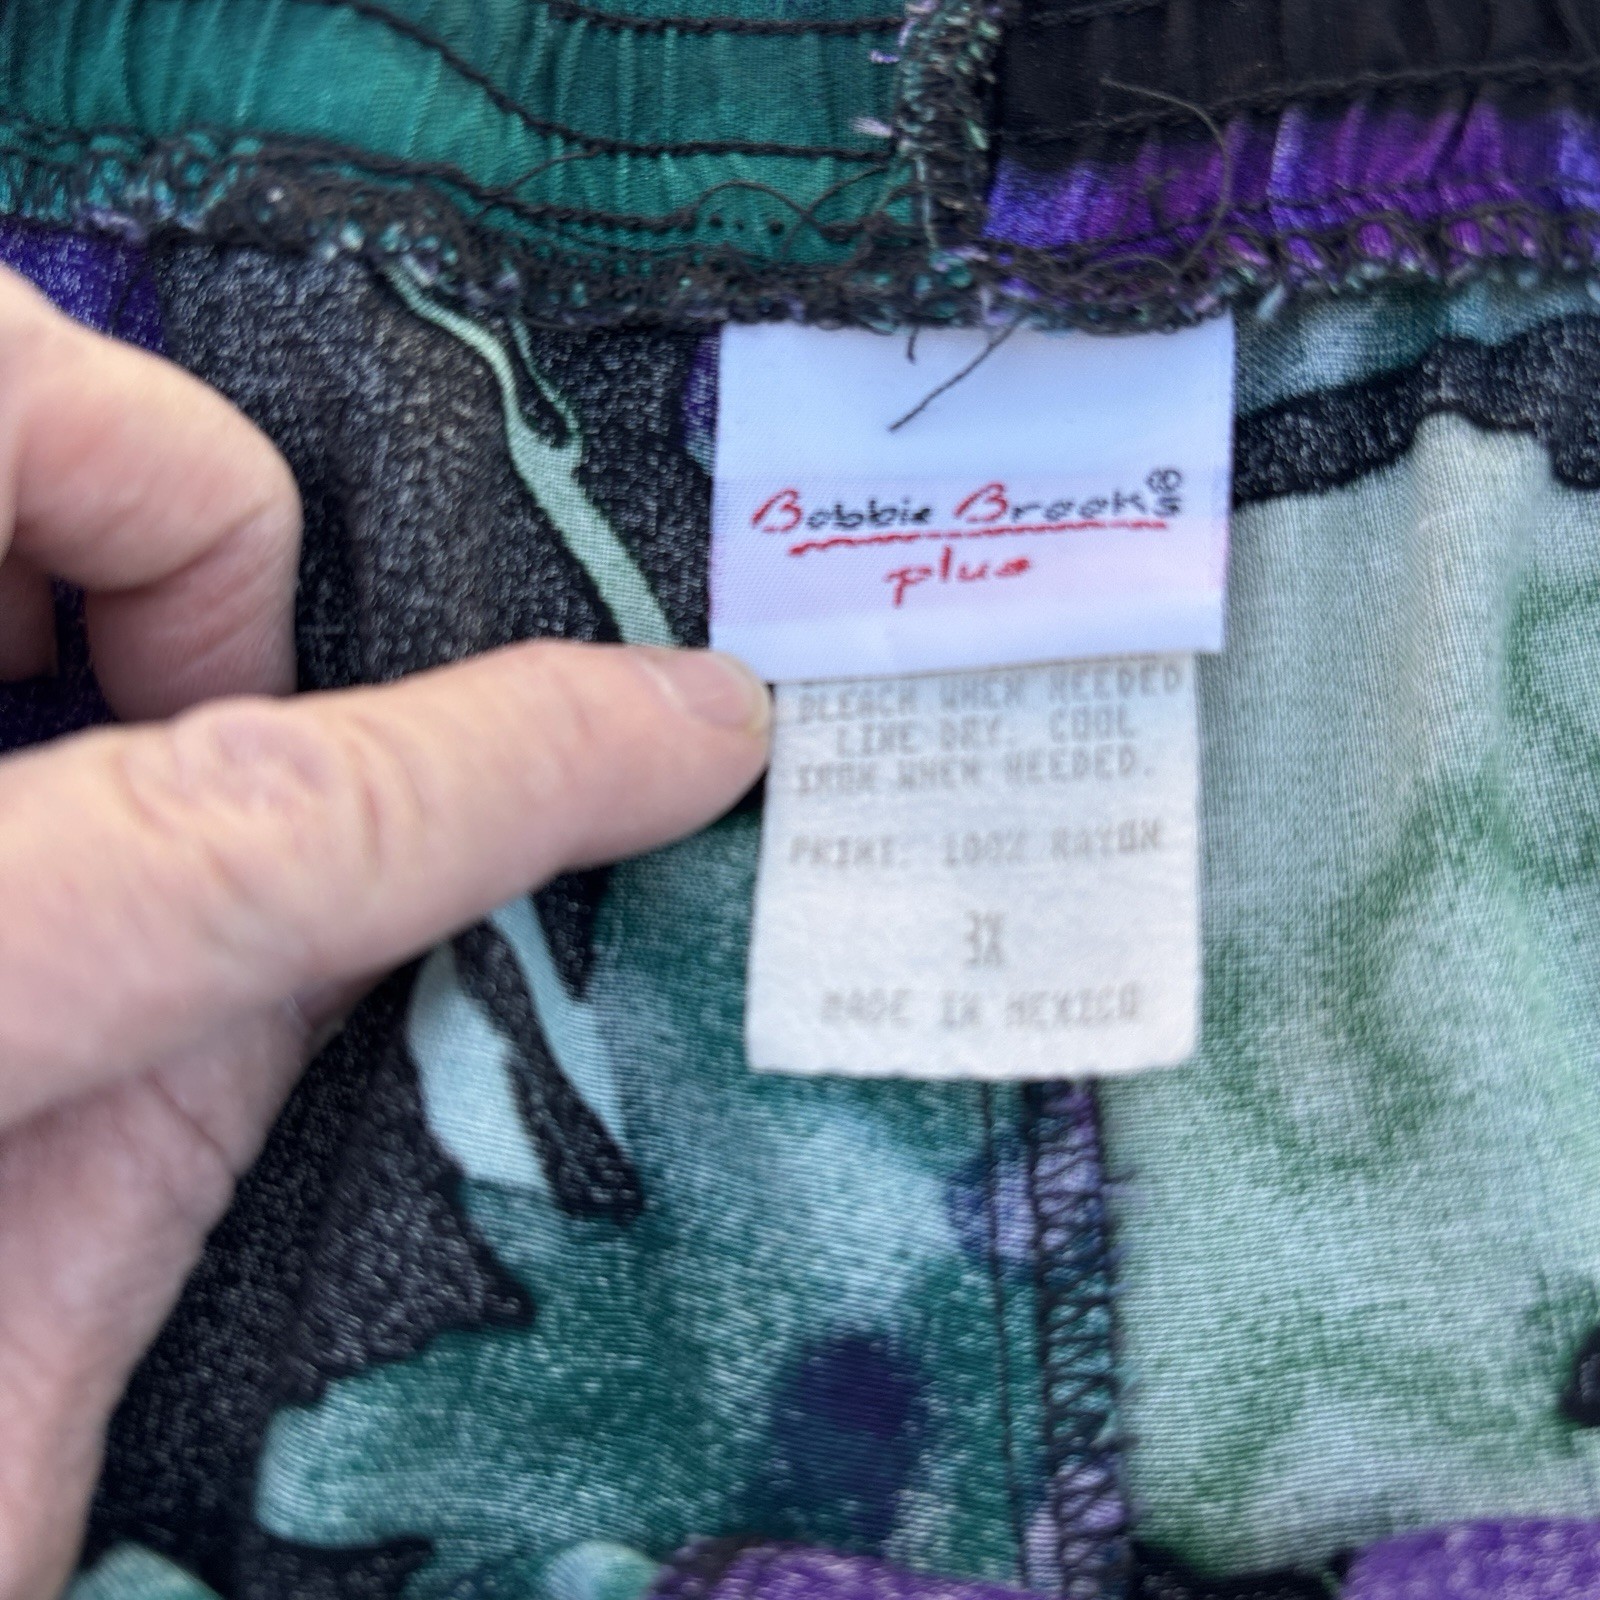 Bobbie Brooks®
plus
BLEACH WHEN NEEDED
LINE DRY. COOL
IRON WHEN NEEDED.
PRINT: 100% RAYON
3X
MADE IN MEXICO